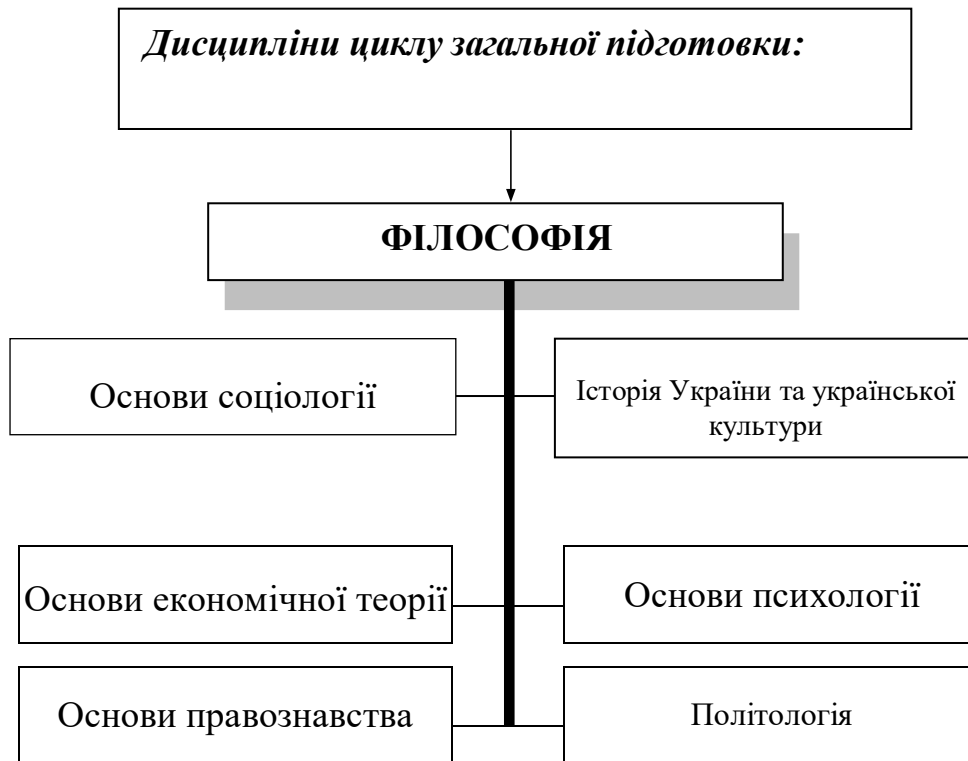 Дисципліни циклу загальної підготовки:
ФІЛОСОФІЯ
Основи соціології
Історія України та української
культури
Основи економічної теорії
Основи психології
Основи правознавства
Політологія